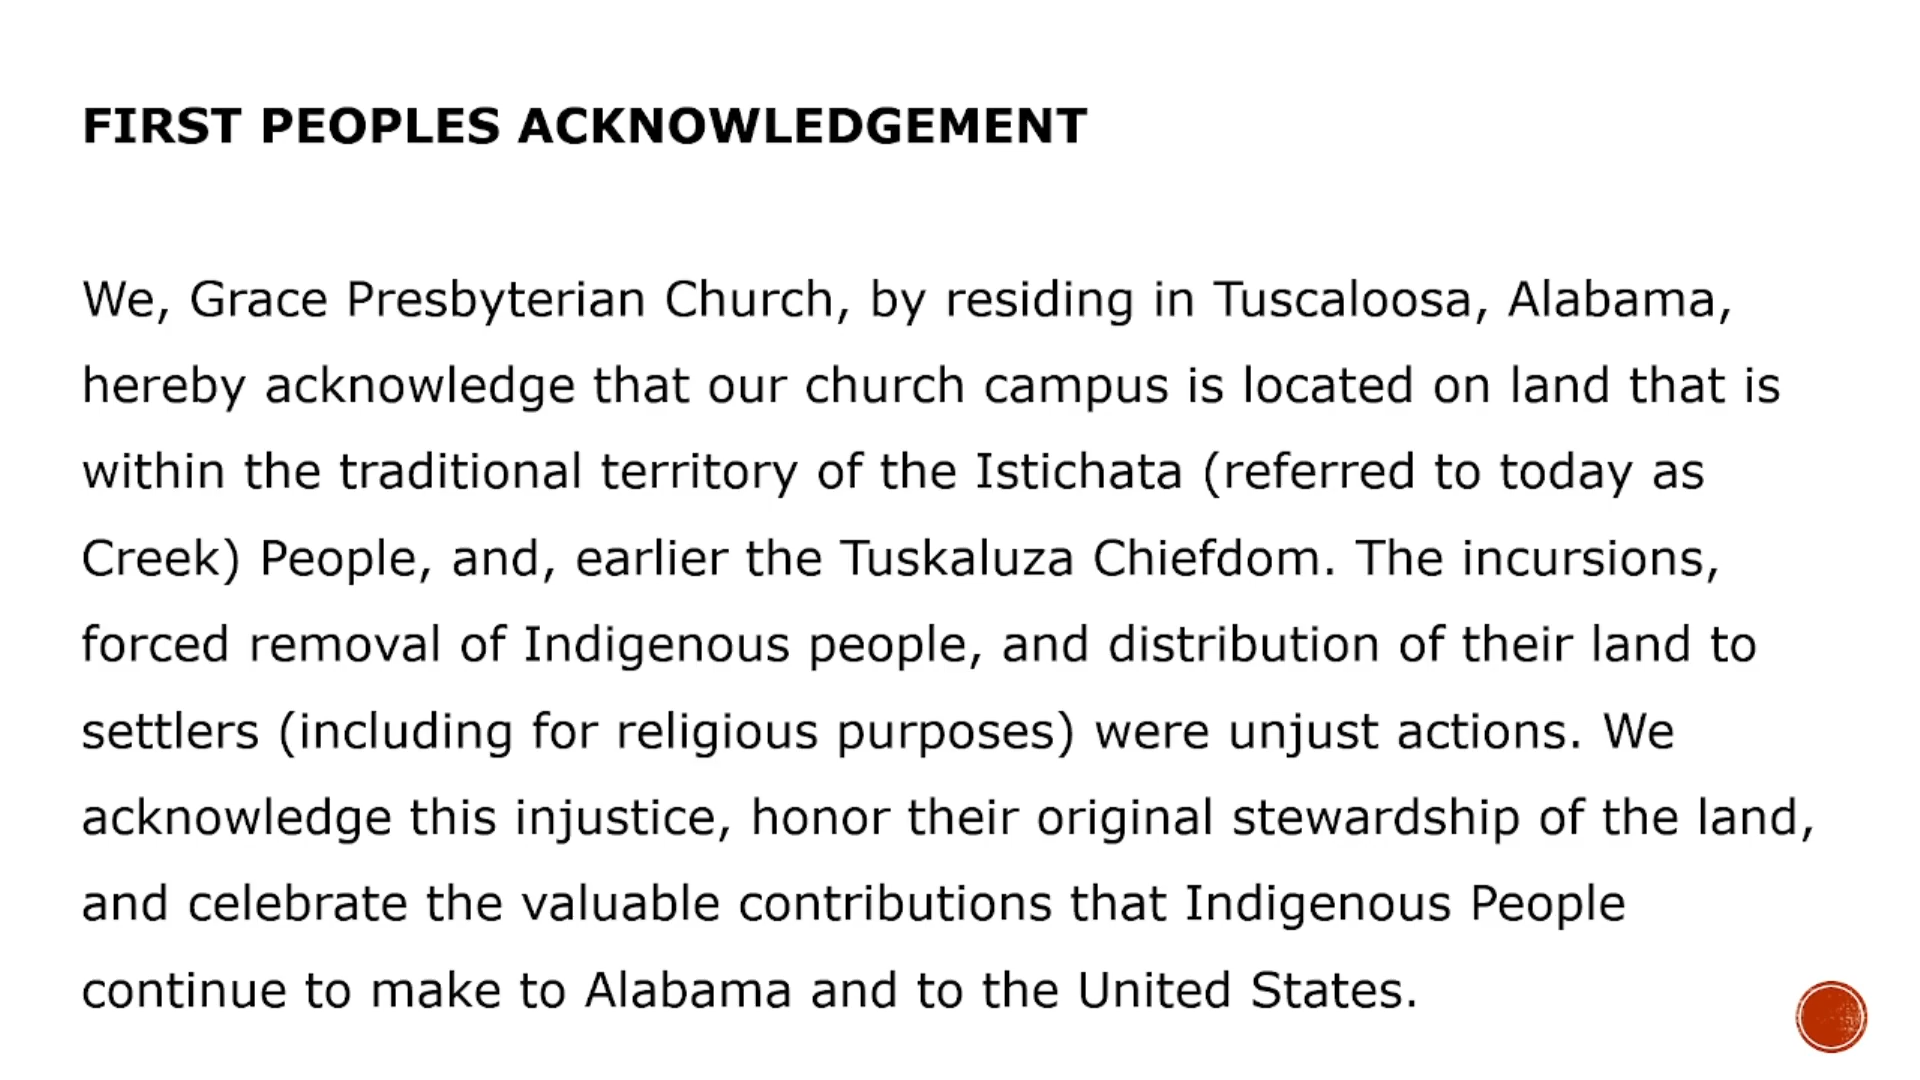 FIRST PEOPLES ACKNOWLEDGEMENT
We, Grace Presbyterian Church, by residing in Tuscaloosa, Alabama,
hereby acknowledge that our church campus is located on land that is
within the traditional territory of the Istichata (referred to today as
Creek) People, and, earlier the Tuskaluza Chiefdom. The incursions,
forced removal of Indigenous people, and distribution of their land to
settlers (including for religious purposes) were unjust actions. We
acknowledge this injustice, honor their original stewardship of the land,
and celebrate the valuable contributions that Indigenous People
continue to make to Alabama and to the United States.